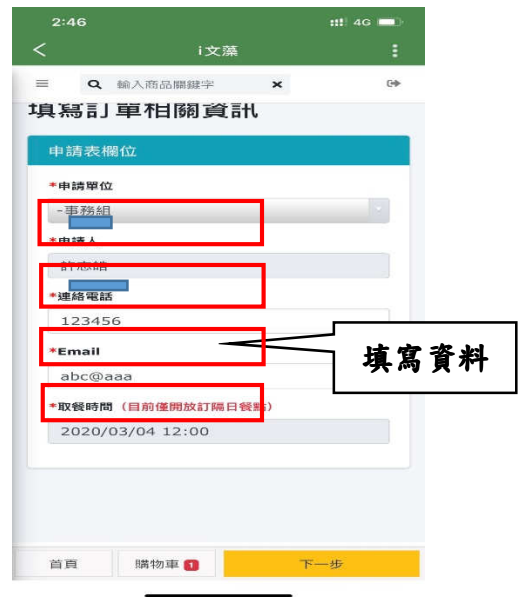 2:46
4G
i文藻
輸入商品關鍵字
填寫訂單相關資訊
申請表欄位
*申請單位
-事務組
*申請人
*連絡電話
123456
*Email
abc@aaa
填寫資料
*取餐時間（目前僅開放訂隔日餐點）
2020/03/04 12:00
首頁
購物車 1
下一步